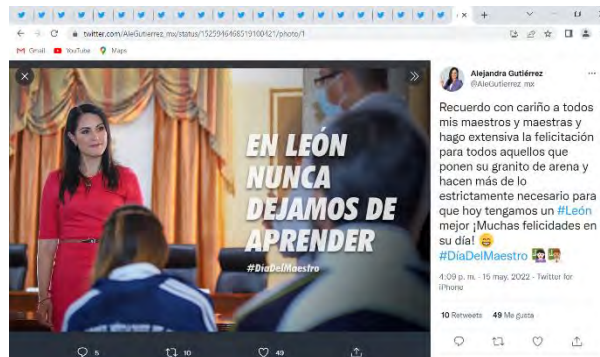 twitter.com/AleGutierrez_mx/status/1525946468519100421/photo/1
Gmail YouTube Maps
EN LEÓN
NUNCA
DEJAMOS DE
APRENDER
#DíaDelMaestro
5 10 49
Alejandra Gutiérrez
@AleGutierrez_mx
Recuerdo con cariño a todos
mis maestros y maestras y
hago extensiva la felicitación
para todos aquellos que
ponen su granito de arena y
hacen más de lo
estrictamente necesario para
que hoy tengamos un #León
mejor ¡Muchas felicidades en
su día! 😄
#DíaDelMaestro 👩🏻‍🏫👨🏼‍🏫
4:09 p. m. · 15 may. 2022 · Twitter for
iPhone
10 Retweets 49 Me gusta